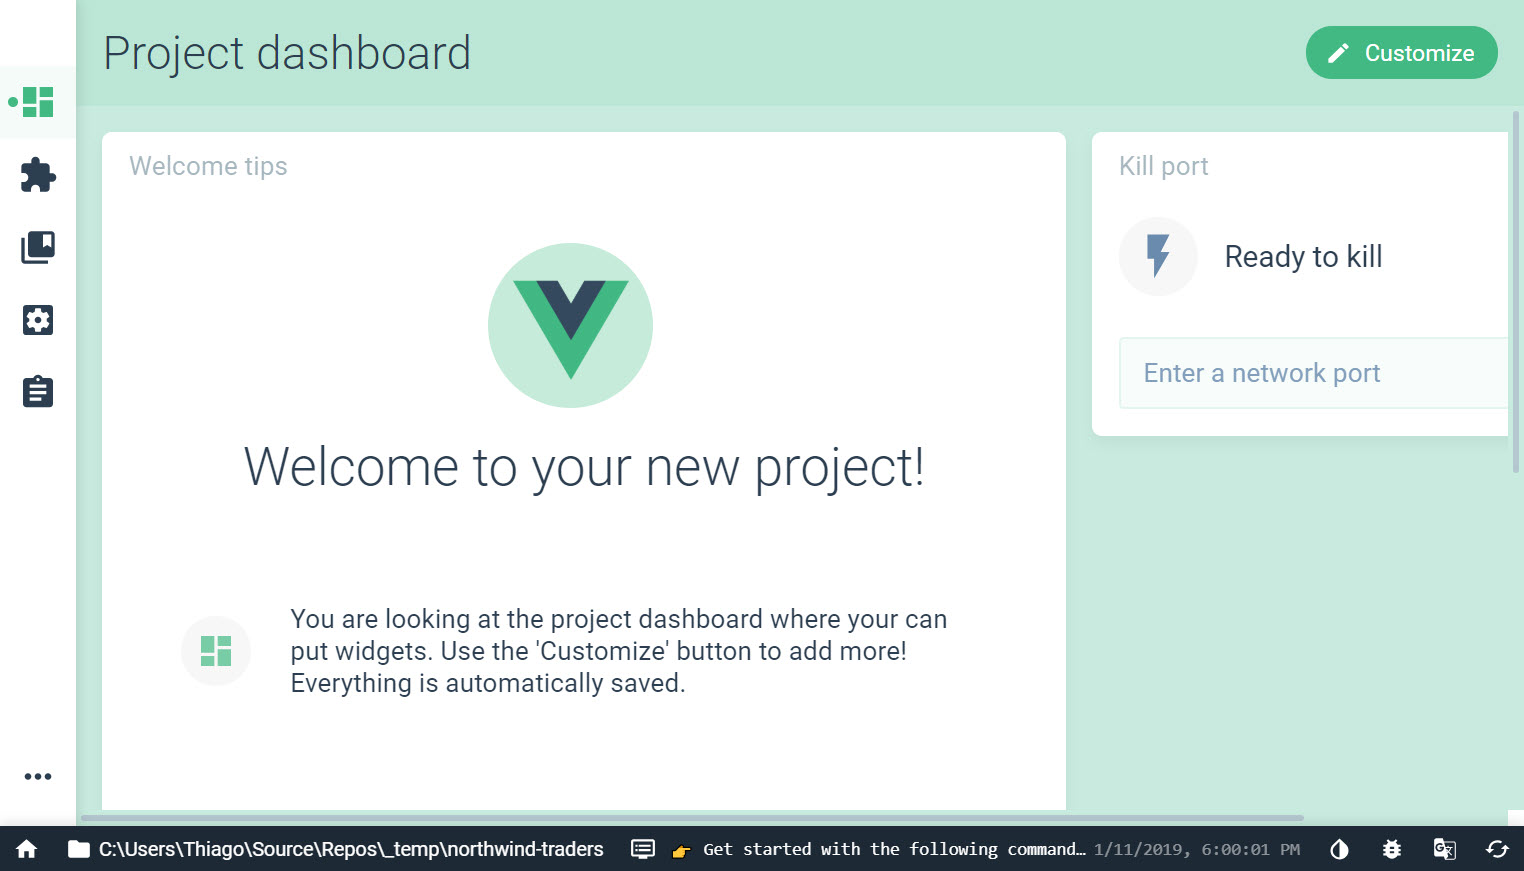 Project dashboard
Customize
Welcome tips
Welcome to your new project!
You are looking at the project dashboard where your can
put widgets. Use the 'Customize' button to add more!
Everything is automatically saved.
Kill port
Ready to kill
Enter a network port
C:\Users\Thiago\Source\Repos\_temp\northwind-traders
👉 Get started with the following command… 1/11/2019, 6:00:01 PM